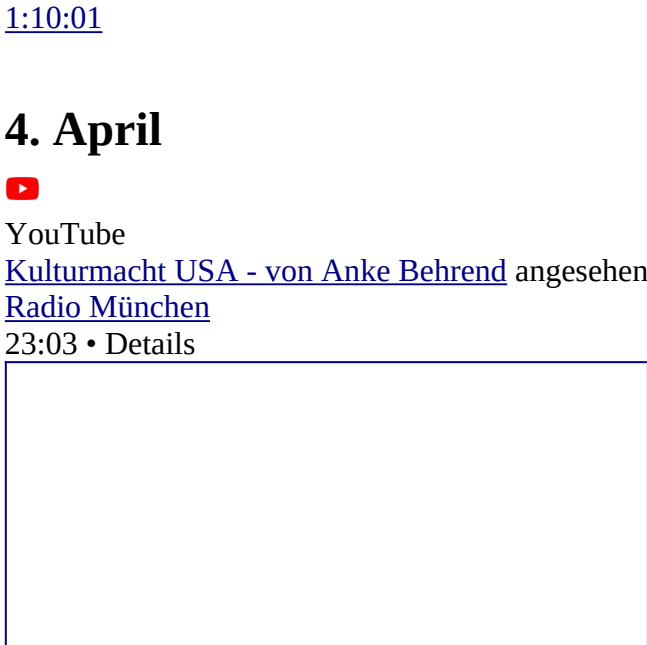 1:10:01
4. April
YouTube
Kulturmacht USA - von Anke Behrend angesehen
Radio München
23:03 • Details